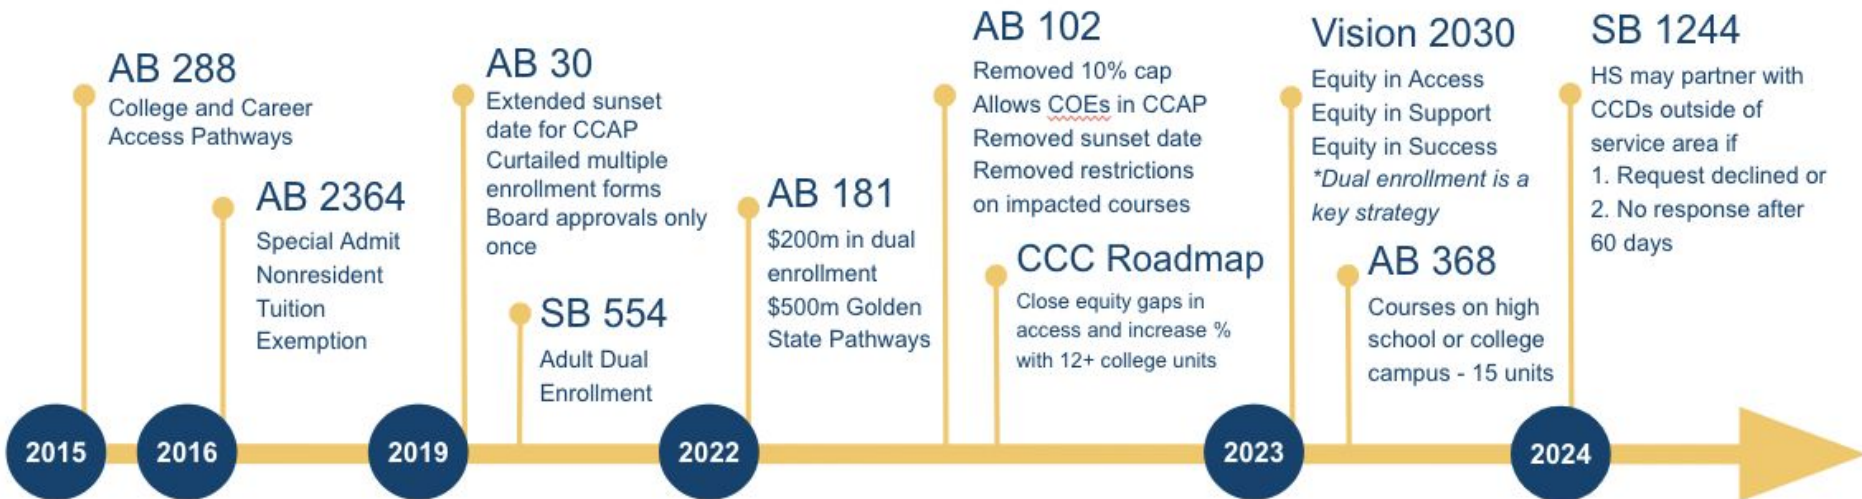 AB 288
College and Career
Access Pathways
AB 2364
Special Admit
Nonresident
Tuition
Exemption
AB 30
Extended sunset
date for CCAP
Curtailed multiple
enrollment forms
Board approvals only
once
SB 554
Adult Dual
Enrollment
AB 181
$200m in dual
enrollment
$500m Golden
State Pathways
AB 102
Removed 10% cap
Allows COEs in CCAP
Removed sunset date
Removed restrictions
on impacted courses
CCC Roadmap
Close equity gaps in
access and increase %
with 12+ college units
Vision 2030
Equity in Access
Equity in Support
Equity in Success
*Dual enrollment is a
key strategy
AB 368
Courses on high
school or college
campus - 15 units
SB 1244
HS may partner with
CCDs outside of
service area if
1. Request declined or
2. No response after
60 days
2015
2016
2019
2022
2023
2024